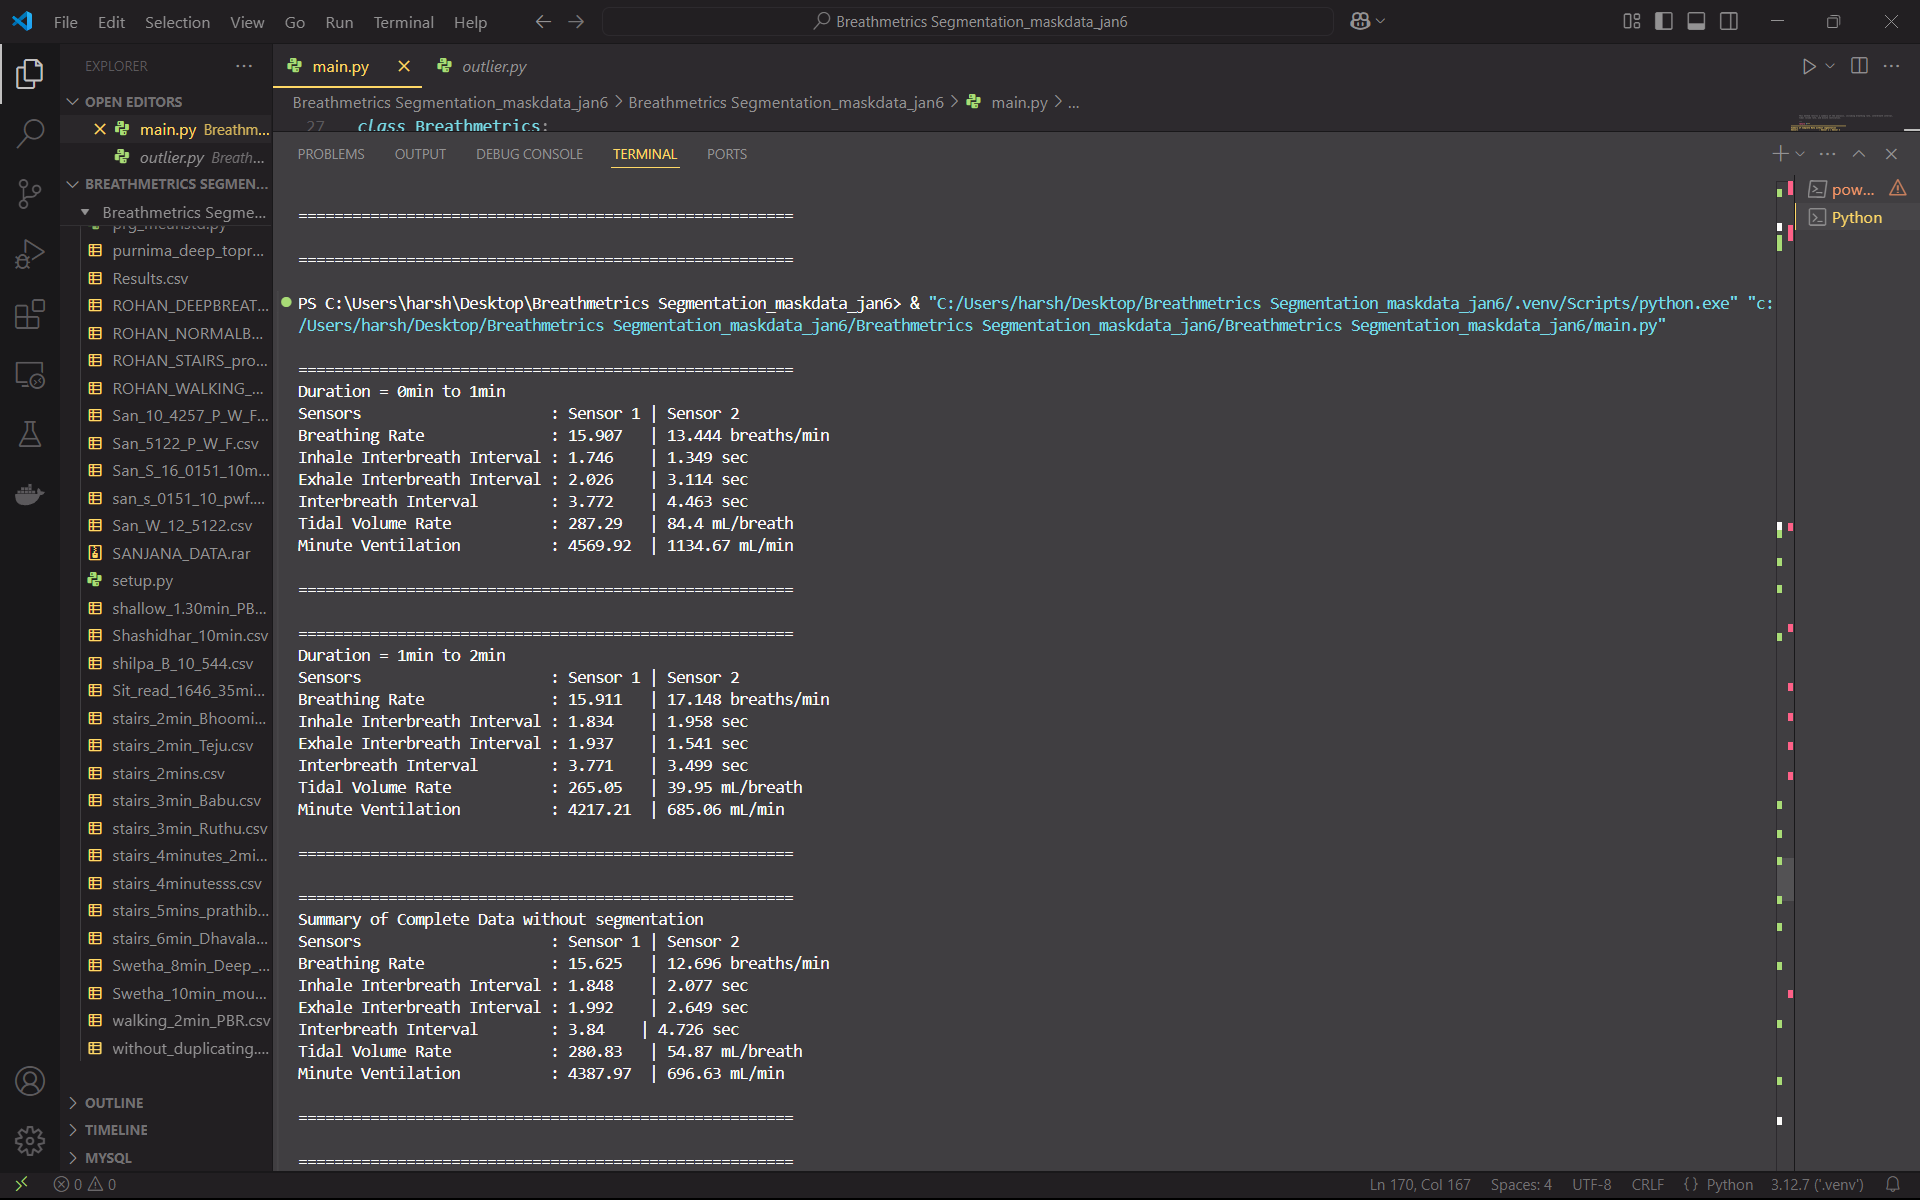 File Edit Selection View Go Run Terminal Help
Breathmetrics Segmentation_maskdata_jan6
EXPLORER
OPEN EDITORS
main.py Breathm...
outlier.py Breath...
BREATHMETRICS SEGMEN...
Breathmetrics Segme...
prg_meanstd.py
purnima_deep_topr...
Results.csv
ROHAN_DEEPBREAT...
ROHAN_NORMALB...
ROHAN_STAIRS_pro...
ROHAN_WALKING_...
San_10_4257_P_W_F...
San_5122_P_W_F.csv
San_S_16_0151_10m...
san_s_0151_10_pwf....
San_W_12_5122.csv
SANJANA_DATA.rar
setup.py
shallow_1.30min_PB...
Shashidhar_10min.csv
shilpa_B_10_544.csv
Sit_read_1646_35mi...
stairs_2min_Bhoomi...
stairs_2min_Teju.csv
stairs_2mins.csv
stairs_3min_Babu.csv
stairs_3min_Ruthu.csv
stairs_4minutes_2mi...
stairs_4minutesss.csv
stairs_5mins_prathib...
stairs_6min_Dhavala...
Swetha_8min_Deep_...
Swetha_10min_mou...
walking_2min_PBR.csv
without_duplicating....
OUTLINE
TIMELINE
MYSQL
main.py outlier.py
Breathmetrics Segmentation_maskdata_jan6 > Breathmetrics Segmentation_maskdata_jan6 > main.py > ...
27 class Breathmetrics:
PROBLEMS OUTPUT DEBUG CONSOLE TERMINAL PORTS
pow...
Python
=======================================================
=======================================================
PS C:\Users\harsh\Desktop\Breathmetrics Segmentation_maskdata_jan6> & "C:/Users/harsh/Desktop/Breathmetrics Segmentation_maskdata_jan6/.venv/Scripts/python.exe" "c:
/Users/harsh/Desktop/Breathmetrics Segmentation_maskdata_jan6/Breathmetrics Segmentation_maskdata_jan6/Breathmetrics Segmentation_maskdata_jan6/main.py"
=======================================================
Duration = 0min to 1min
Sensors : Sensor 1 | Sensor 2
Breathing Rate : 15.907 | 13.444 breaths/min
Inhale Interbreath Interval : 1.746 | 1.349 sec
Exhale Interbreath Interval : 2.026 | 3.114 sec
Interbreath Interval : 3.772 | 4.463 sec
Tidal Volume Rate : 287.29 | 84.4 mL/breath
Minute Ventilation : 4569.92 | 1134.67 mL/min
=======================================================
=======================================================
Duration = 1min to 2min
Sensors : Sensor 1 | Sensor 2
Breathing Rate : 15.911 | 17.148 breaths/min
Inhale Interbreath Interval : 1.834 | 1.958 sec
Exhale Interbreath Interval : 1.937 | 1.541 sec
Interbreath Interval : 3.771 | 3.499 sec
Tidal Volume Rate : 265.05 | 39.95 mL/breath
Minute Ventilation : 4217.21 | 685.06 mL/min
=======================================================
=======================================================
Summary of Complete Data without segmentation
Sensors : Sensor 1 | Sensor 2
Breathing Rate : 15.625 | 12.696 breaths/min
Inhale Interbreath Interval : 1.848 | 2.077 sec
Exhale Interbreath Interval : 1.992 | 2.649 sec
Interbreath Interval : 3.84 | 4.726 sec
Tidal Volume Rate : 280.83 | 54.87 mL/breath
Minute Ventilation : 4387.97 | 696.63 mL/min
=======================================================
=======================================================
0 0 Ln 170, Col 167 Spaces: 4 UTF-8 CRLF {} Python 3.12.7 ('.venv')